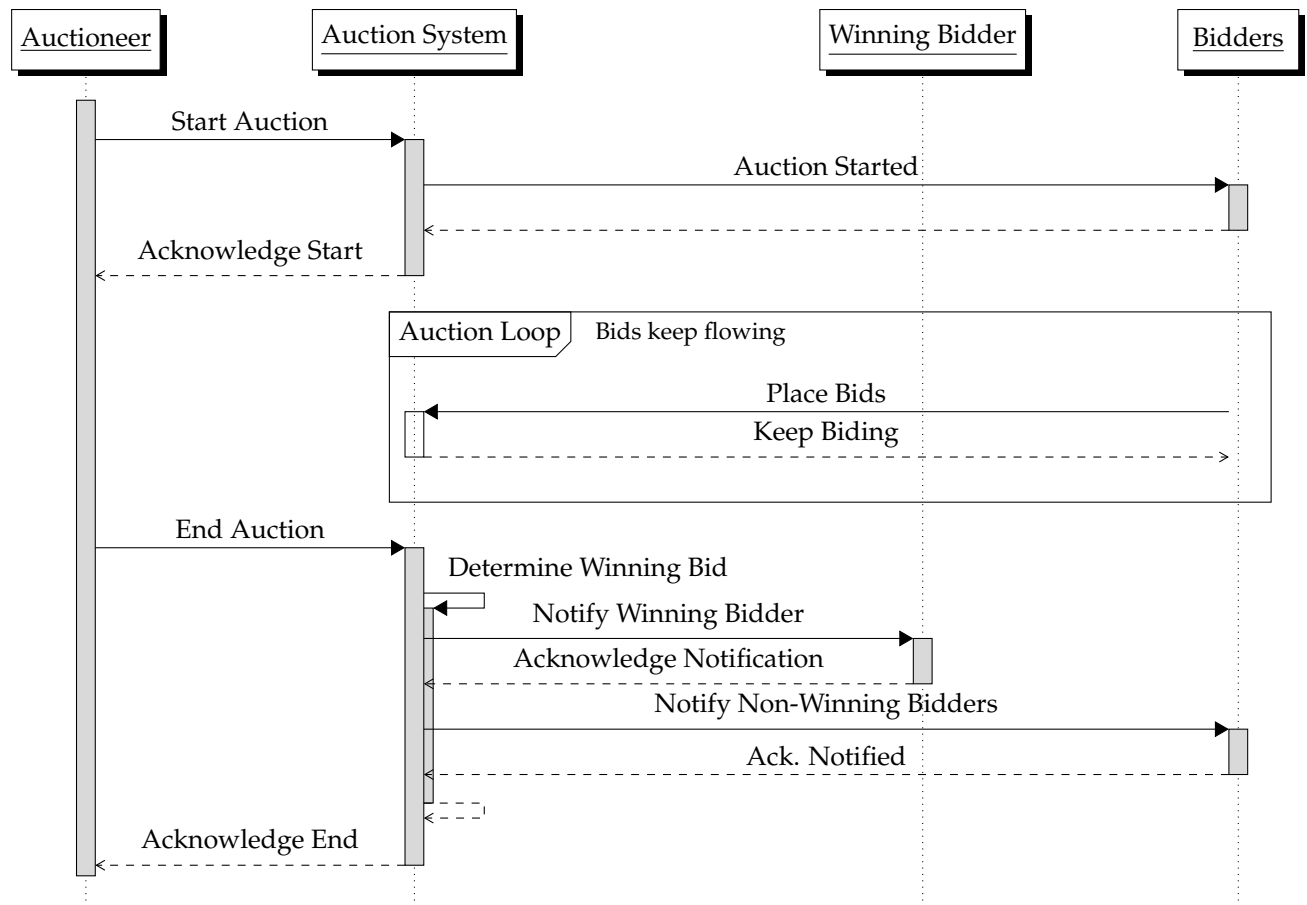 Auctioneer
Auction System
Winning Bidder
Bidders
Start Auction
Auction Started
Acknowledge Start
Auction Loop
Bids keep flowing
Place Bids
Keep Biding
End Auction
Determine Winning Bid
Notify Winning Bidder
Acknowledge Notification
Notify Non-Winning Bidders
Ack. Notified
Acknowledge End